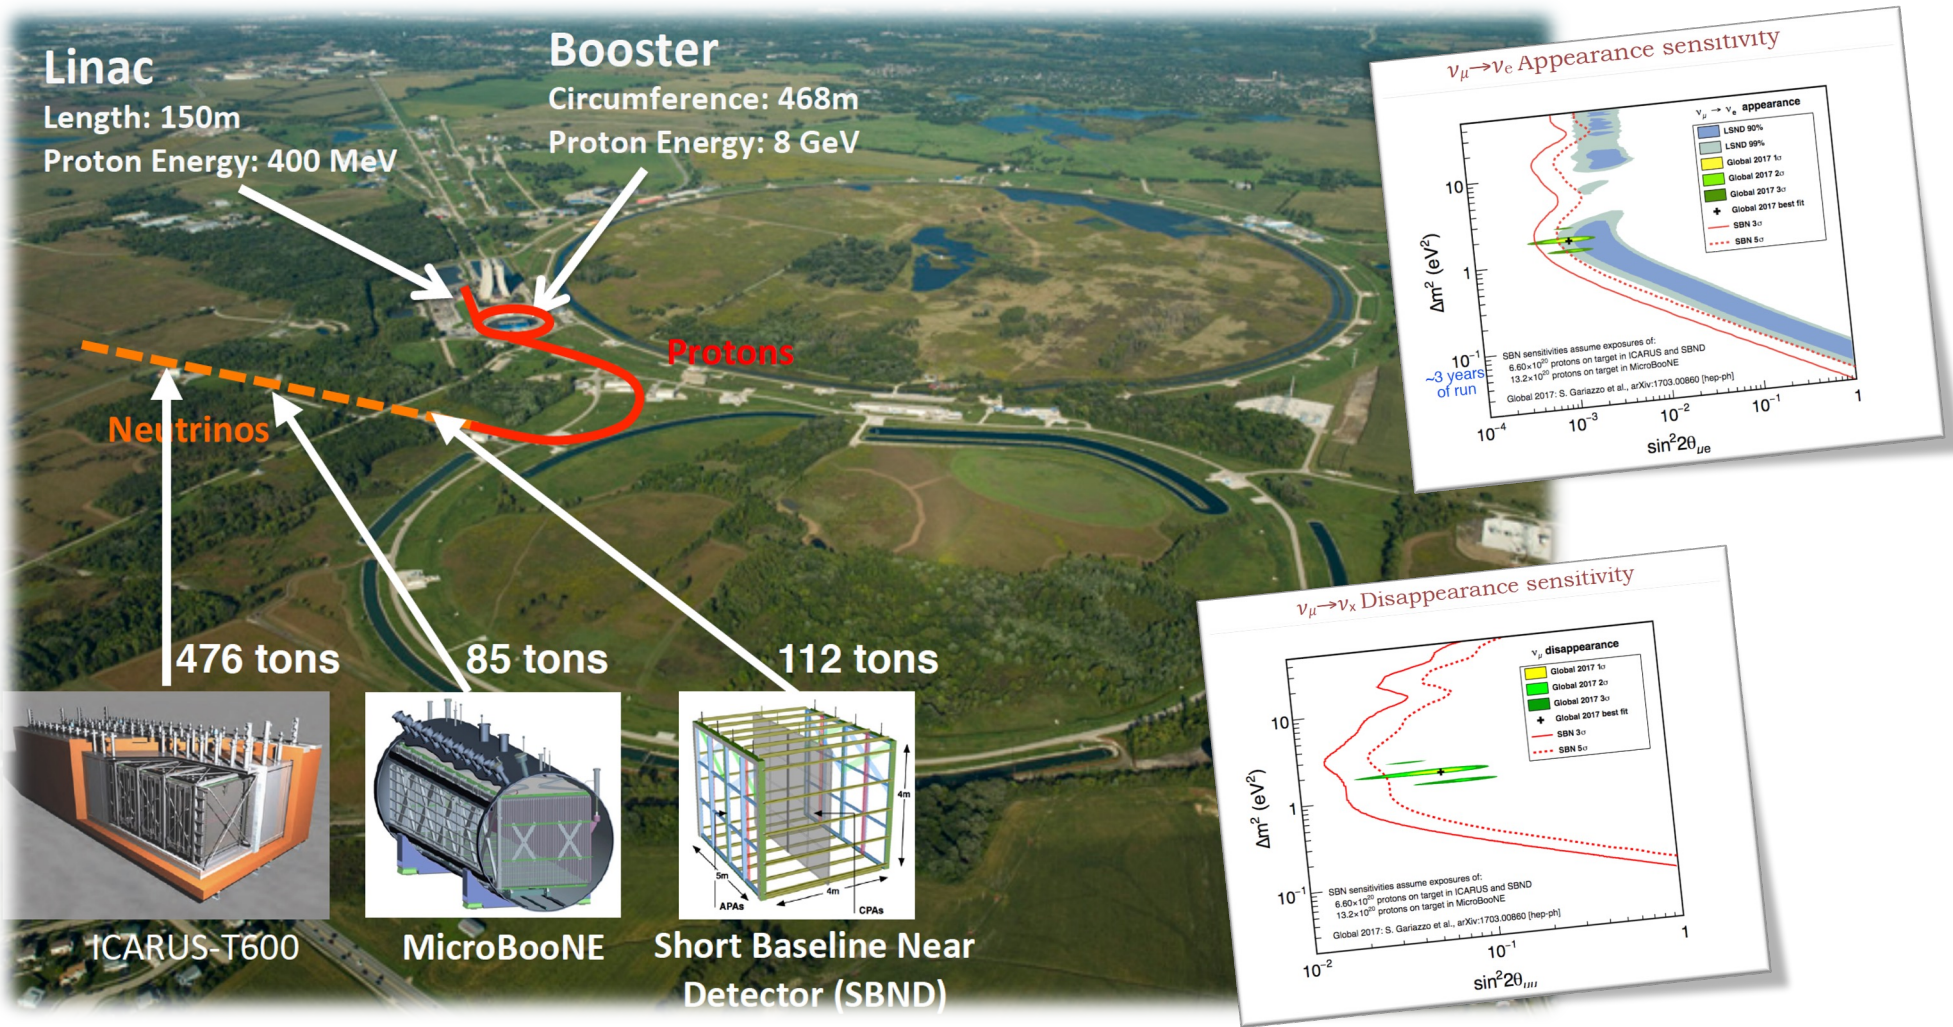 Linac
Length: 150m
Proton Energy: 400 MeV
Booster
Circumference: 468m
Proton Energy: 8 GeV
Protons
Neutrinos
476 tons
85 tons
112 tons
5m
4m
4m
APAs
CPAs
ICARUS-T600
MicroBooNE
Short Baseline Near
Detector (SBND)
νμ→νe Appearance sensitivity
νμ → νe appearance
LSND 90%
LSND 99%
Global 2017 1σ
Global 2017 2σ
Global 2017 3σ
Global 2017 best fit
SBN 3σ
SBN 5σ
Δm² (eV²)
10
1
10⁻¹
~3 years
of run
SBN sensitivities assume exposures of:
6.60×10²⁰ protons on target in ICARUS and SBND
13.2×10²⁰ protons on target in MicroBooNE
Global 2017: S. Gariazzo et al., arXiv:1703.00860 [hep-ph]
10⁻⁴ 10⁻³ 10⁻² 10⁻¹ 1
sin²2θμe
νμ→νx Disappearance sensitivity
νμ disappearance
Global 2017 1σ
Global 2017 2σ
Global 2017 3σ
Global 2017 best fit
SBN 3σ
SBN 5σ
Δm² (eV²)
10
1
10⁻¹
SBN sensitivities assume exposures of:
6.60×10²⁰ protons on target in ICARUS and SBND
13.2×10²⁰ protons on target in MicroBooNE
Global 2017: S. Gariazzo et al., arXiv:1703.00860 [hep-ph]
10⁻² 10⁻¹ 1
sin²2θμμ